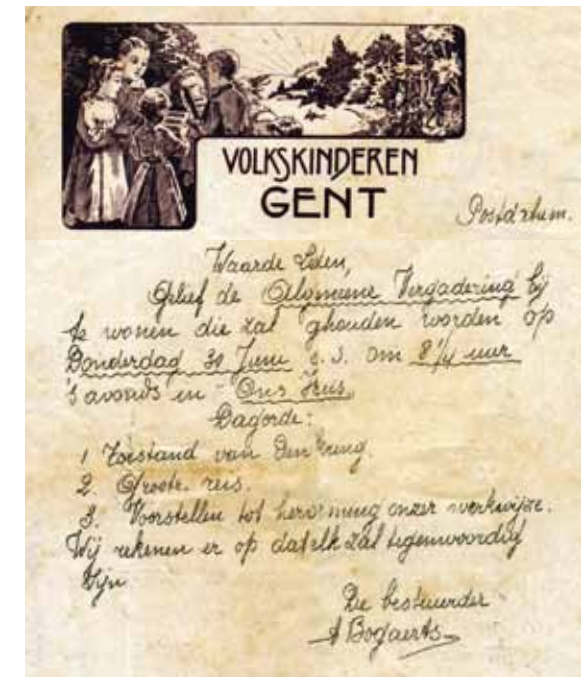 VOLKSKINDEREN
GENT
Postdatum.
Waarde Leden,
Gelief de Algemeene Vergadering bij
te wonen die zal ghouden worden op
Donderdag Juni e. s. om 8 1/4 uur
's avonds in Ons Huis
Dagorde:
1 Toestand van den kring.
2. Groote reis.
3. Voorstellen tot hervorming onzer werkwijze.
Wij rekenen er op dat elk zal tegenwoordig
zijn
De bestuurder
A Bogaerts